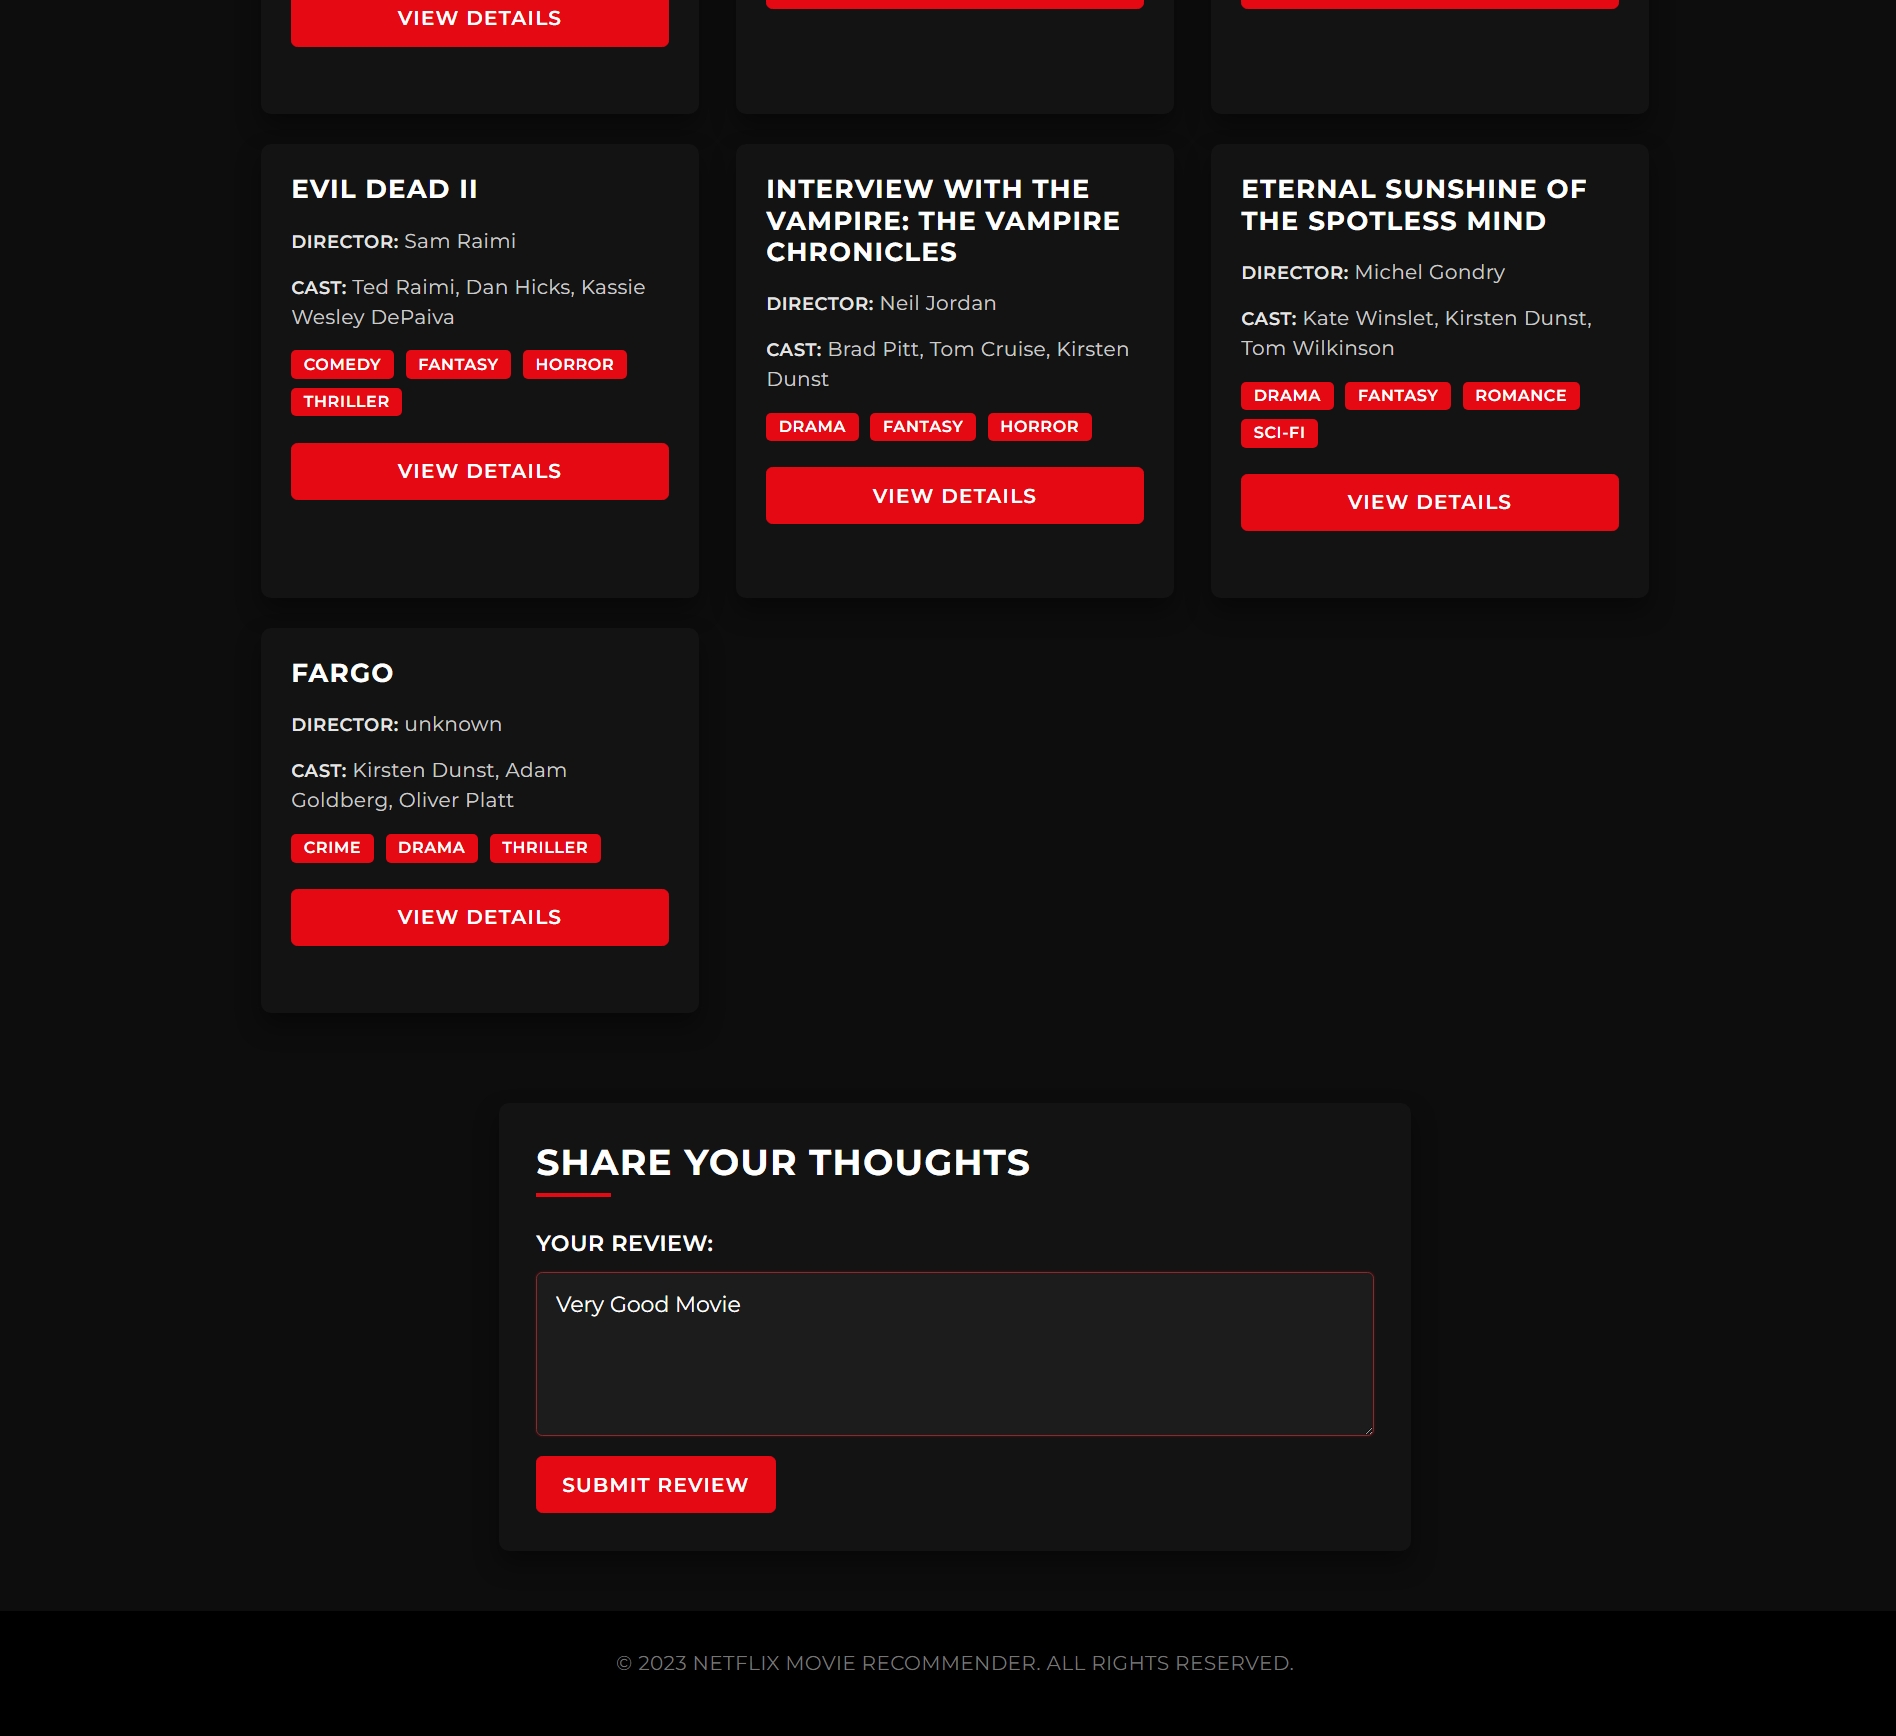 VIEW DETAILS
EVIL DEAD II
DIRECTOR: Sam Raimi
CAST: Ted Raimi, Dan Hicks, Kassie
Wesley DePaiva
COMEDY FANTASY HORROR
THRILLER
VIEW DETAILS
INTERVIEW WITH THE
VAMPIRE: THE VAMPIRE
CHRONICLES
DIRECTOR: Neil Jordan
CAST: Brad Pitt, Tom Cruise, Kirsten
Dunst
DRAMA FANTASY HORROR
VIEW DETAILS
ETERNAL SUNSHINE OF
THE SPOTLESS MIND
DIRECTOR: Michel Gondry
CAST: Kate Winslet, Kirsten Dunst,
Tom Wilkinson
DRAMA FANTASY ROMANCE
SCI-FI
VIEW DETAILS
FARGO
DIRECTOR: unknown
CAST: Kirsten Dunst, Adam
Goldberg, Oliver Platt
CRIME DRAMA THRILLER
VIEW DETAILS
SHARE YOUR THOUGHTS
YOUR REVIEW:
Very Good Movie
SUBMIT REVIEW
© 2023 NETFLIX MOVIE RECOMMENDER. ALL RIGHTS RESERVED.